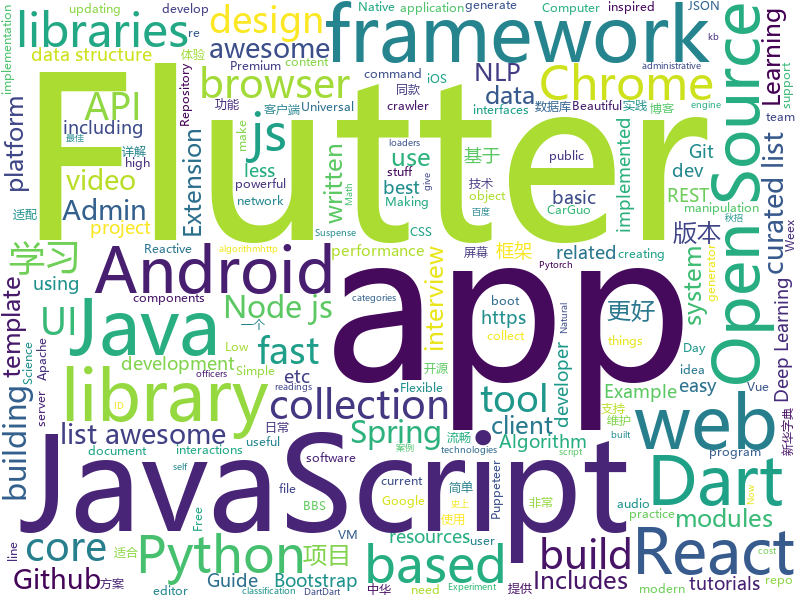 updating
develop
Native
application
generate
Computer
inspired
JSON
kb
implementation
libraries
re
design
体验
Premium
content
framework
Open Source
Learning
data structure
awesome
command
iOS
同款
crawler
Beautiful
实践
administrative
engine
platform
API
Repository
browser
功能
客户端
Universal
NLP
data
interfaces
数据库
博客
Chrome
support
Flutter
js
including
最佳
详解
high
Extension
video
less
make
powerful
network
written
use
best
Making
stuff
give
基于
技术
object
百度
CarGuo
implemented
public
dev
basic
Git
REST
manipulation
秋招
team
curated list
Math
适配
Admin
project
Reactive
CSS
屏幕
Weex
学习
Android
performance
interview
框架
related
creating
版本
using
algorithmhttp
Suspense
loaders
Pytorch
app
template
UI
Java
Node js
components
development
Low
一个
categories
boot
readings
Natural
https
collect
更好
system
generator
Deep Learning
Vue
Science
Apache
fast
Simple
etc
开源
tool
developer
Day
idea
things
Example
easy
新华字典
library
collection
Flexible
useful
日常
client
支持
维护
built
building
server
list awesome
Spring
流畅
案例
technologies
Algorithm
program
JavaScript
web
document
interactions
officers
software
current
Google
简单
使用
Puppeteer
非常
史上
audio
script
practice
modules
Dart
line
core
Free
file
BBS
user
resources
Experiment
提供
React
modern
repo
cost
Github
方案
Python
项目
based
build
tutorials
ID
Guide
Bootstrap
VM
self
中华
editor
classification
need
DartDart
适合
Includes
Now